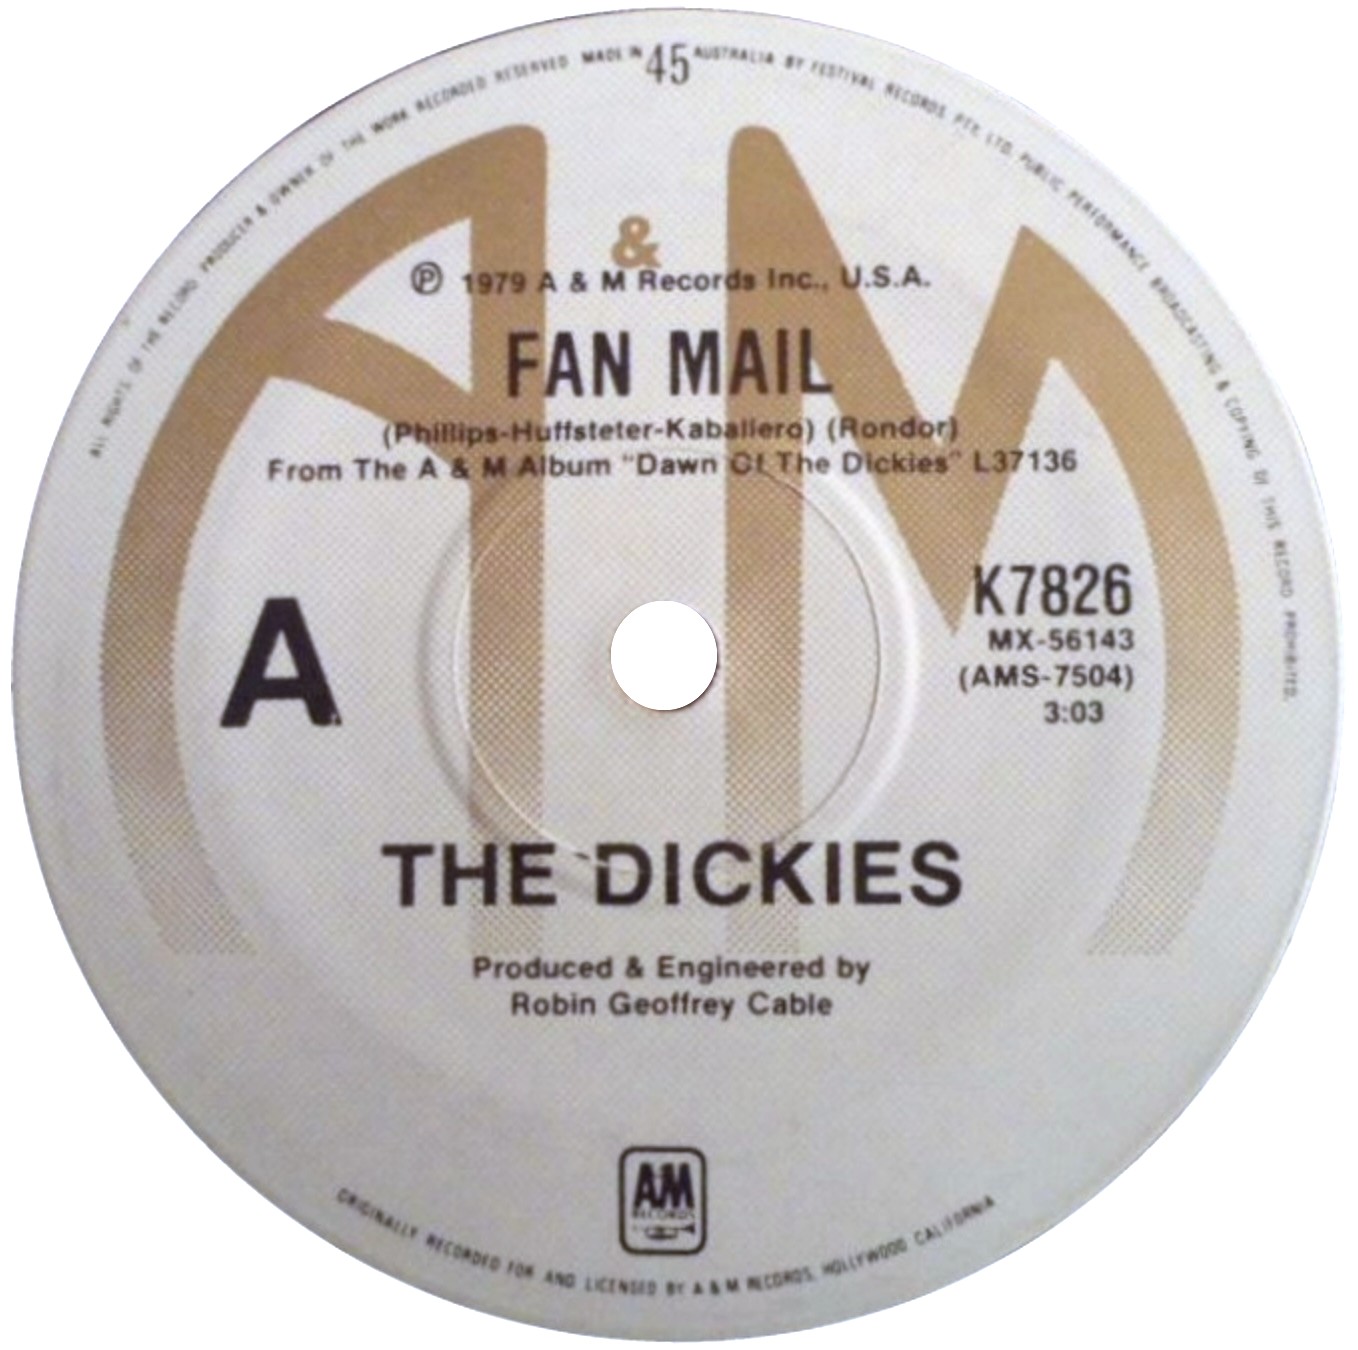 ALL RIGHTS OF THE RECORD PRODUCER & OWNER OF THE WORK RECORDED RESERVED MADE IN AUSTRALIA BY FESTIVAL RECORDS PTY. LTD. PUBLIC PERFORMANCE BROADCASTING & COPYING OF THIS RECORD PROHIBITED.
45
A & M
℗ 1979 A & M Records Inc., U.S.A.
FAN MAIL
(Phillips-Huffsteter-Kaballero) (Rondor)
From The A & M Album "Dawn Of The Dickies" L37136
A
K7826
MX-56143
(AMS-7504)
3:03
THE DICKIES
Produced & Engineered by
Robin Geoffrey Cable
A&M
RECORDS
ORIGINALLY RECORDED FOR AND LICENSED BY A & M RECORDS, HOLLYWOOD CALIFORNIA